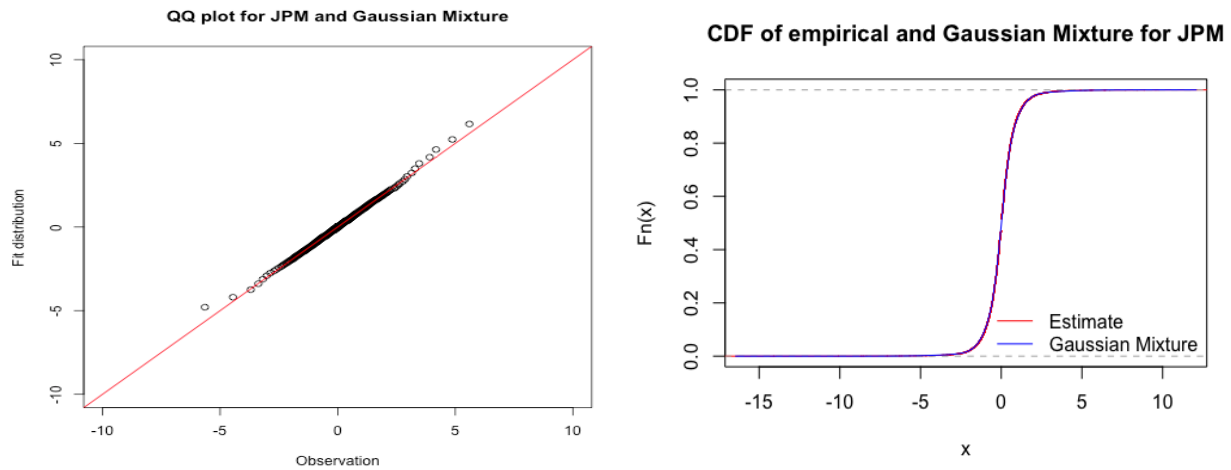 QQ plot for JPM and Gaussian Mixture
10
5
0
-5
-10
Fit distribution
-10 -5 0 5 10
Observation
CDF of empirical and Gaussian Mixture for JPM
1.0
0.8
0.6
0.4
0.2
0.0
Fn(x)
Estimate
Gaussian Mixture
-15 -10 -5 0 5 10
x